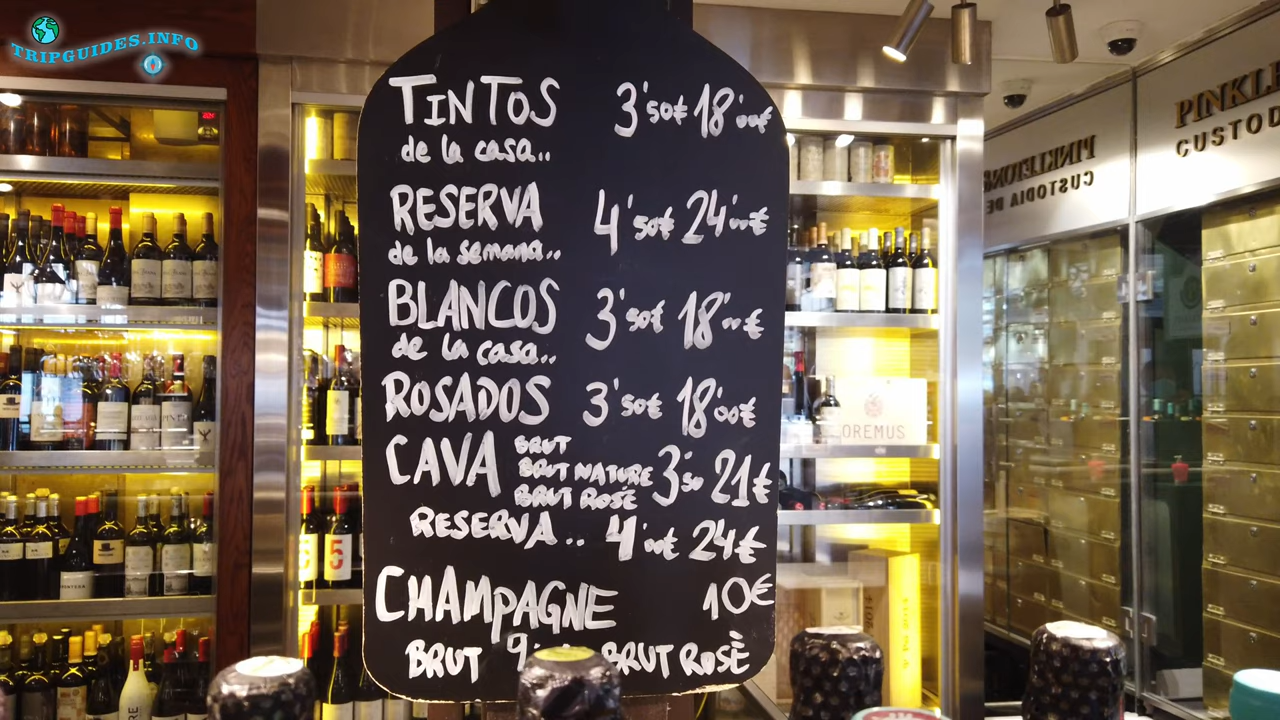 TRIPGUIDES.INFO
TINTOS 3'50€ 18'00€
de la casa..
RESERVA 4'50€ 24'00€
de la semana..
BLANCOS 3'50€ 18'00€
de la casa..
ROSADOS 3'50€ 18'00€
CAVA BRUT
BRUT NATURE 3'50 21€
BRUT ROSÉ
RESERVA.. 4'00€ 24€
CHAMPAGNE 10€
BRUT BRUT ROSÈ
OREMUS
PINKLETON
CUSTODIA DE
PINKLE
CUSTOD
5